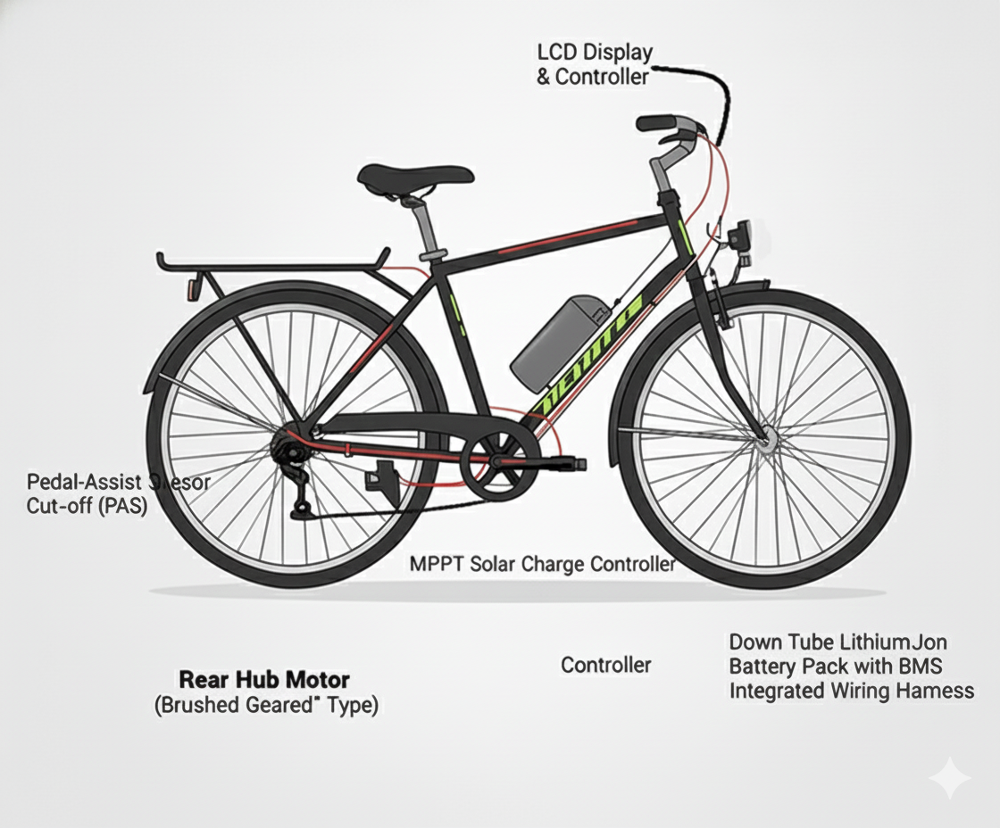 LCD Display
& Controller
Pedal-Assist
Cut-off (PAS)
MPPT Solar Charge Controller
Down Tube LithiumJon
Battery Pack with BMS
Integrated Wiring Hamess
Controller
Rear Hub Motor
(Brushed Geared" Type)